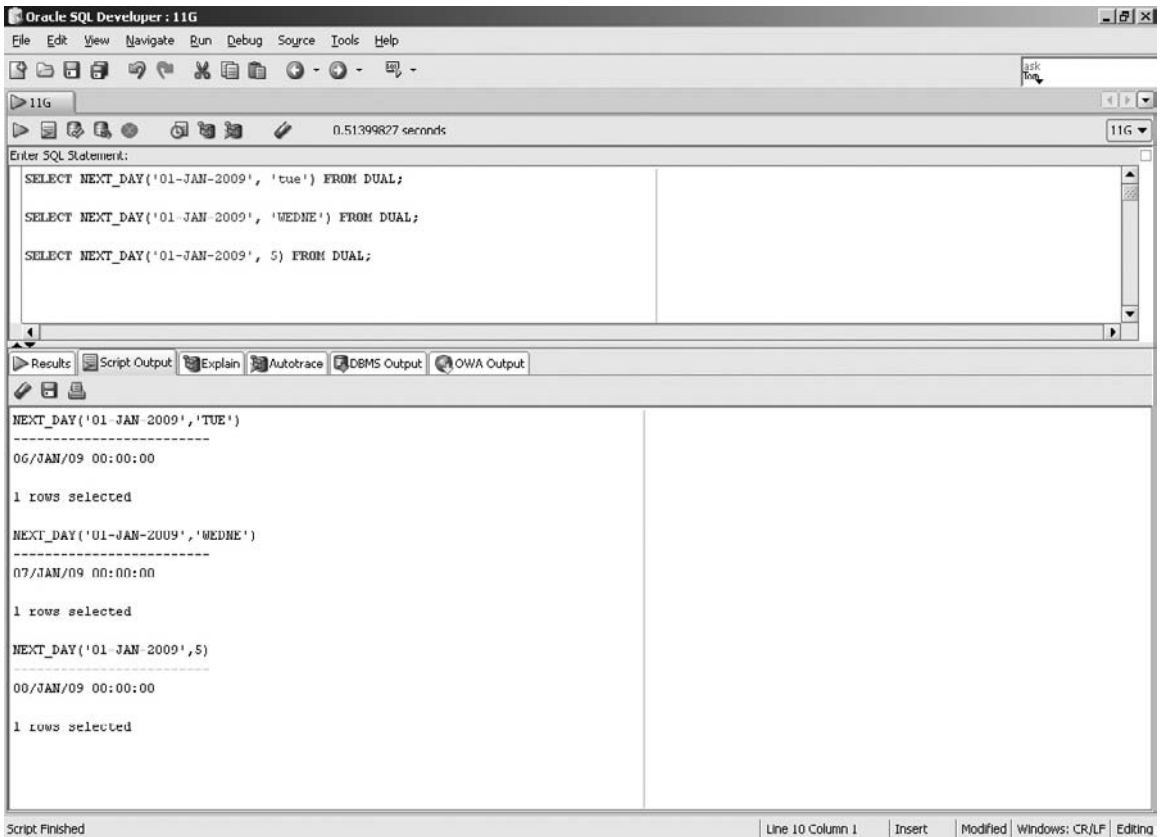 Oracle SQL Developer : 11G
File Edit View Navigate Run Debug Source Tools Help
ask
Tom
11G
0.51399827 seconds
11G
Enter SQL Statement:
SELECT NEXT_DAY('01-JAN-2009', 'tue') FROM DUAL;
SELECT NEXT_DAY('01-JAN-2009', 'WEDNE') FROM DUAL;
SELECT NEXT_DAY('01-JAN-2009', 5) FROM DUAL;
Results Script Output Explain Autotrace DBMS Output OWA Output
NEXT_DAY('01-JAN-2009','TUE')
-------------------------
06/JAN/09 00:00:00
1 rows selected
NEXT_DAY('01-JAN-2009','WEDNE')
-------------------------
07/JAN/09 00:00:00
1 rows selected
NEXT_DAY('01-JAN-2009',5)
-------------------------
08/JAN/09 00:00:00
1 rows selected
Script Finished
Line 10 Column 1 Insert Modified Windows: CR/LF Editing